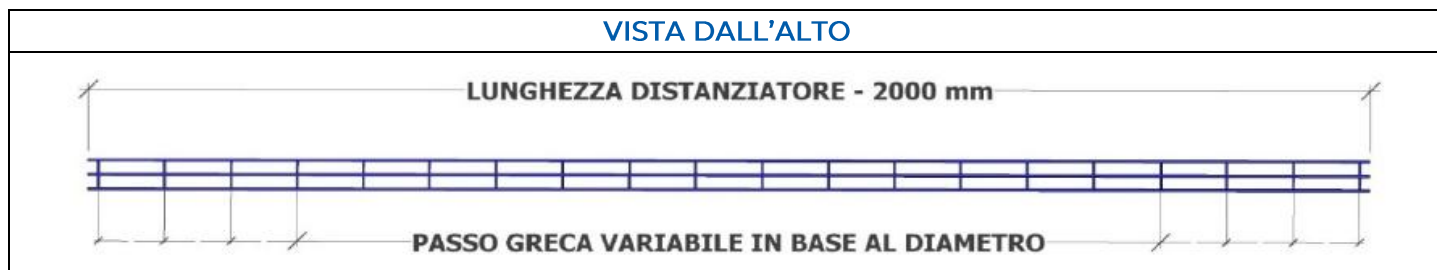 VISTA DALL'ALTO
LUNGHEZZA DISTANZIATORE - 2000 mm
PASSO GRECA VARIABILE IN BASE AL DIAMETRO